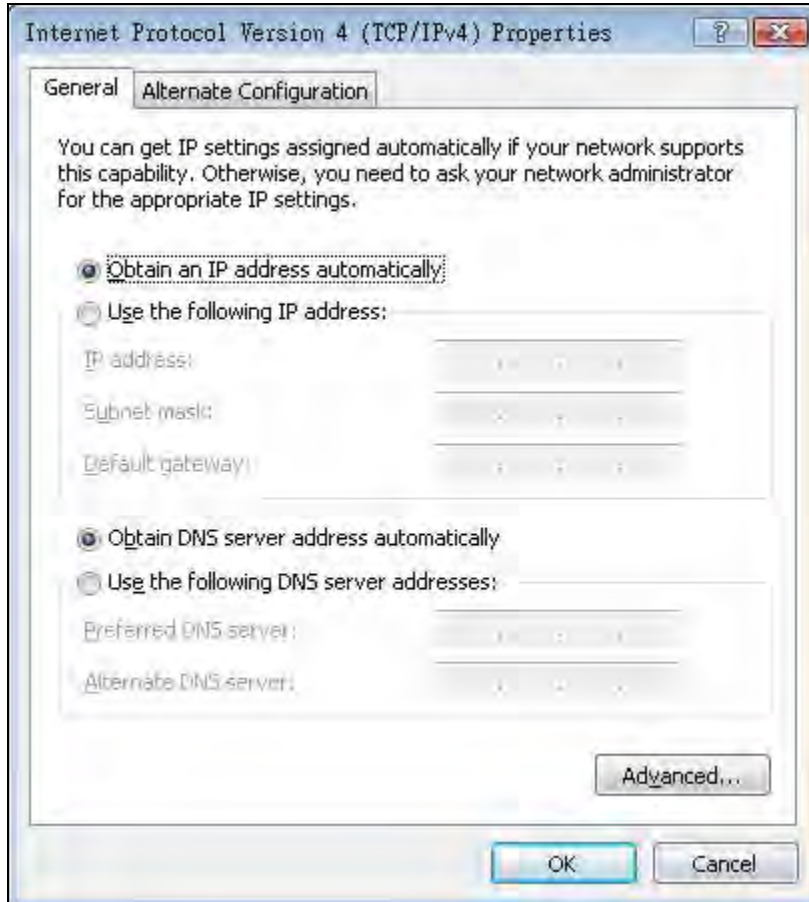 Internet Protocol Version 4 (TCP/IPv4) Properties
General
Alternate Configuration
You can get IP settings assigned automatically if your network supports
this capability. Otherwise, you need to ask your network administrator
for the appropriate IP settings.
Obtain an IP address automatically
Use the following IP address:
IP address:
Subnet mask:
Default gateway:
Obtain DNS server address automatically
Use the following DNS server addresses:
Preferred DNS server:
Alternate DNS server:
Advanced...
OK
Cancel